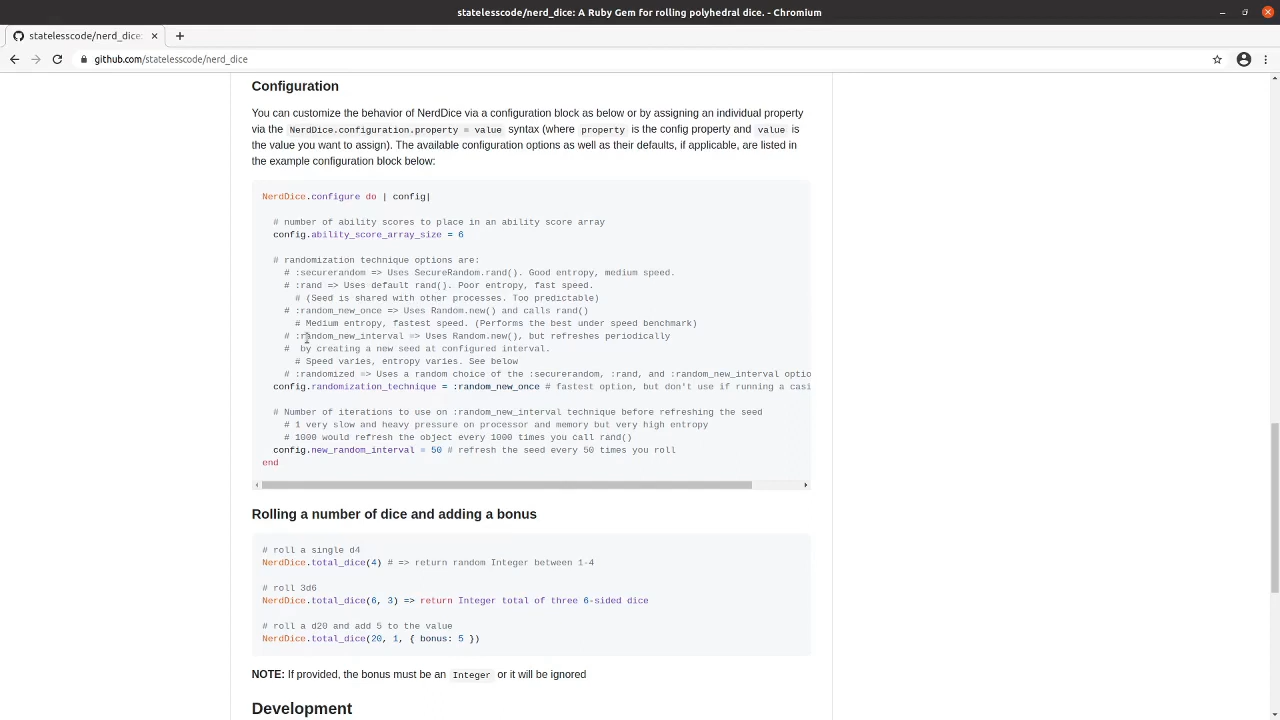 statelesscode/nerd_dice: A Ruby Gem for rolling polyhedral dice. - Chromium
statelesscode/nerd_dice:
github.com/statelesscode/nerd_dice
Configuration
You can customize the behavior of NerdDice via a configuration block as below or by assigning an individual property
via the NerdDice.configuration.property = value syntax (where property is the config property and value is
the value you want to assign). The available configuration options as well as their defaults, if applicable, are listed in
the example configuration block below:
NerdDice.configure do | config|
# number of ability scores to place in an ability score array
config.ability_score_array_size = 6
# randomization technique options are:
# :securerandom => Uses SecureRandom.rand(). Good entropy, medium speed.
# :rand => Uses default rand(). Poor entropy, fast speed.
# (Seed is shared with other processes. Too predictable)
# :random_new_once => Uses Random.new() and calls rand()
# Medium entropy, fastest speed. (Performs the best under speed benchmark)
# :random_new_interval => Uses Random.new(), but refreshes periodically
# by creating a new seed at configured interval.
# Speed varies, entropy varies. See below
# :randomized => Uses a random choice of the :securerandom, :rand, and :random_new_interval optio
config.randomization_technique = :random_new_once # fastest option, but don't use if running a casi
# Number of iterations to use on :random_new_interval technique before refreshing the seed
# 1 very slow and heavy pressure on processor and memory but very high entropy
# 1000 would refresh the object every 1000 times you call rand()
config.new_random_interval = 50 # refresh the seed every 50 times you roll
end
Rolling a number of dice and adding a bonus
# roll a single d4
NerdDice.total_dice(4) # => return random Integer between 1-4
# roll 3d6
NerdDice.total_dice(6, 3) => return Integer total of three 6-sided dice
# roll a d20 and add 5 to the value
NerdDice.total_dice(20, 1, { bonus: 5 })
NOTE: If provided, the bonus must be an Integer or it will be ignored
Development